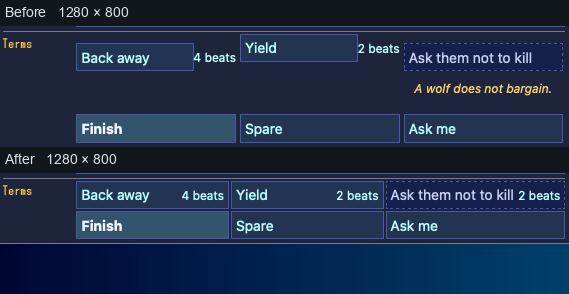 Before 1280 × 800
Terms
Back away 4 beats Yield 2 beats Ask them not to kill
A wolf does not bargain.
Finish Spare Ask me
After 1280 × 800
Terms
Back away 4 beats Yield 2 beats Ask them not to kill 2 beats
Finish Spare Ask me